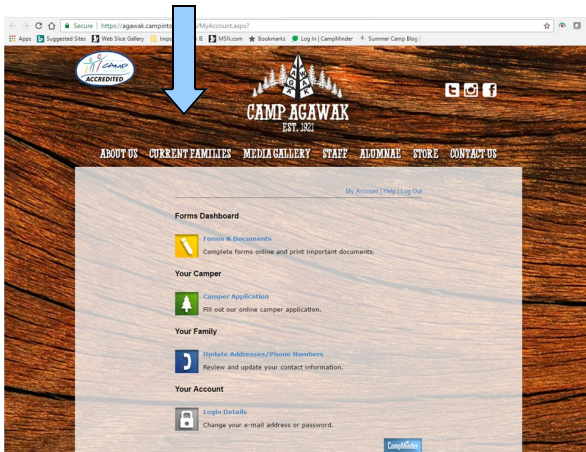 Secure | https://agawak.campinto /MyAccount.aspx?
Apps Suggested Sites Web Slice Gallery Impo IE MSN.com Bookmarks Log In | CampMinder Summer Camp Blog |
CAMP
ACCREDITED
AGAWAK
CAMP AGAWAK
EST. 1921
ABOUT US CURRENT FAMILIES MEDIA GALLERY STAFF ALUMNAE STORE CONTACT US
My Account | Help | Log Out
Forms Dashboard
Forms & Documents
Complete forms online and print important documents.
Your Camper
Camper Application
Fill out our online camper application.
Your Family
Update Addresses/Phone Numbers
Review and update your contact information.
Your Account
Login Details
Change your e-mail address or password.
CampMinder